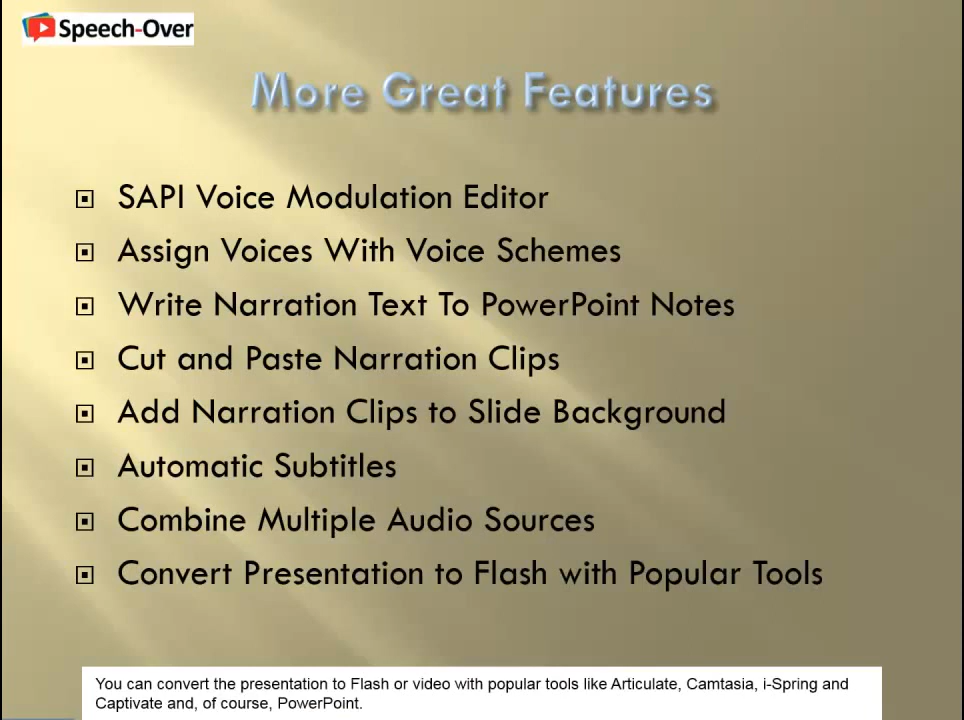 Speech-Over
More Great Features
SAPI Voice Modulation Editor
Assign Voices With Voice Schemes
Write Narration Text To PowerPoint Notes
Cut and Paste Narration Clips
Add Narration Clips to Slide Background
Automatic Subtitles
Combine Multiple Audio Sources
Convert Presentation to Flash with Popular Tools
You can convert the presentation to Flash or video with popular tools like Articulate, Camtasia, i-Spring and
Captivate and, of course, PowerPoint.